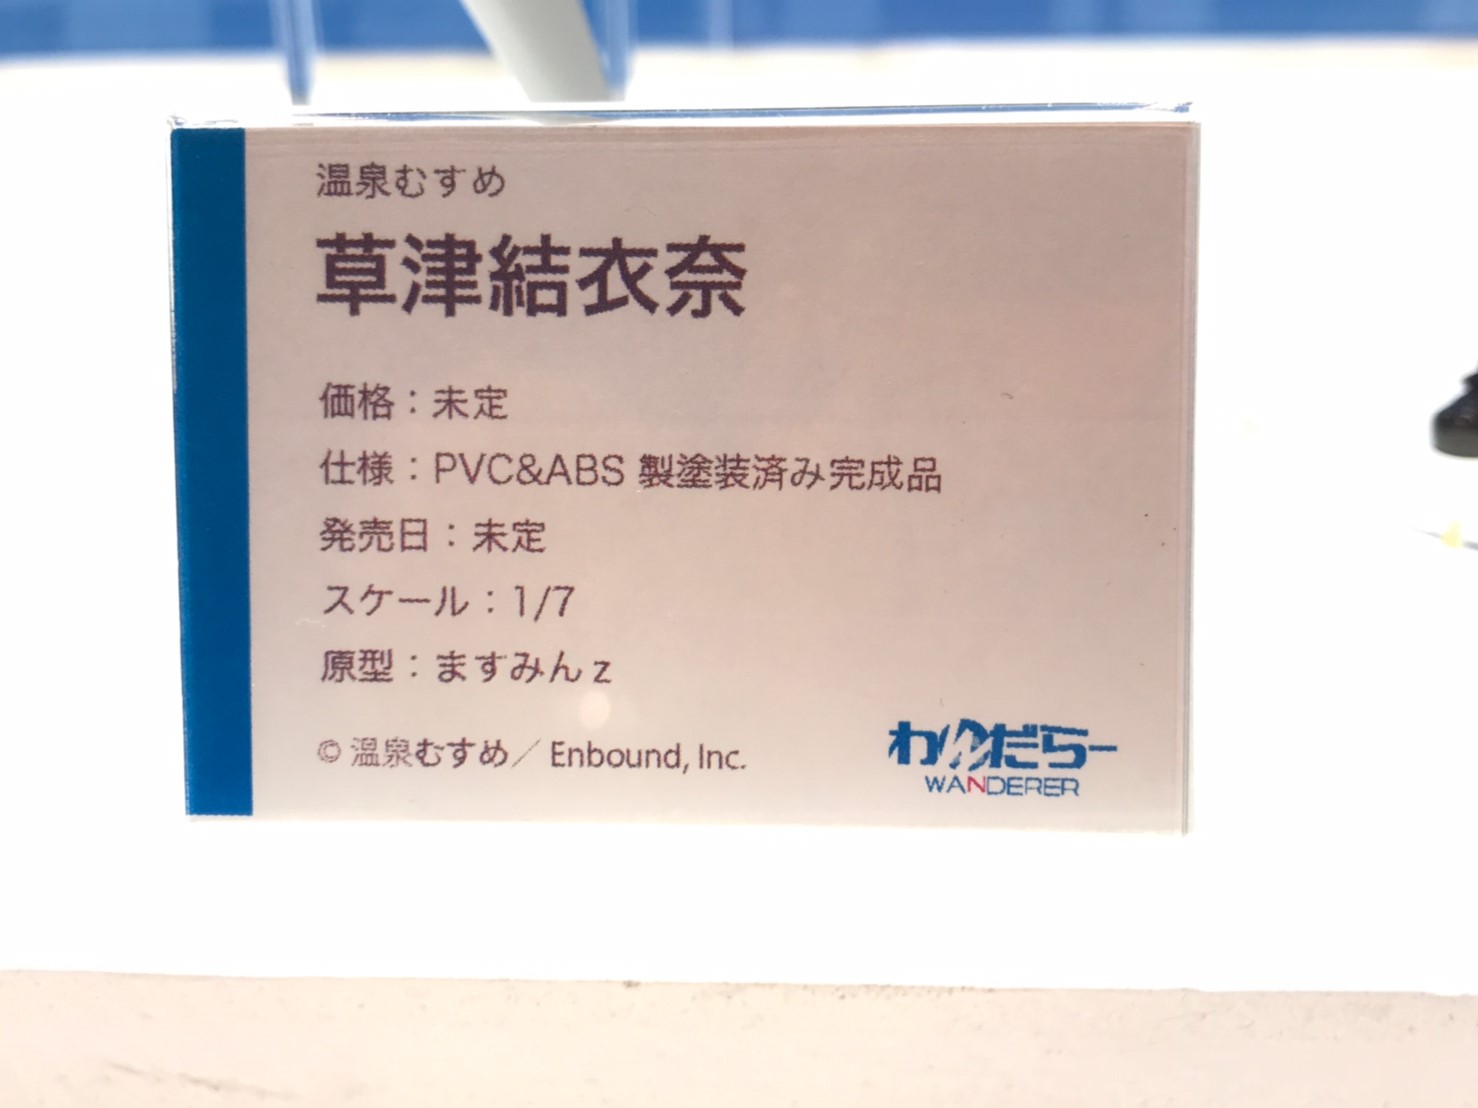 温泉むすめ
草津結衣奈
価格：未定
仕様：PVC&ABS 製塗装済み完成品
発売日：未定
スケール：1/7
原型：ますみんz
© 温泉むすめ／Enbound, Inc.
わんだらー
WANDERER